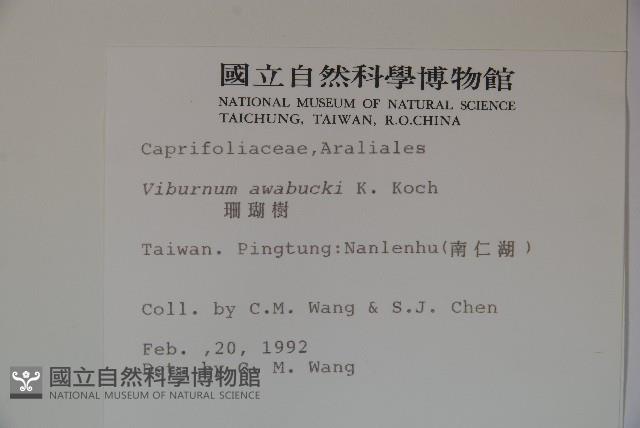 國立自然科學博物館
NATIONAL MUSEUM OF NATURAL SCIENCE
TAICHUNG, TAIWAN, R.O.CHINA
Caprifoliaceae,Araliales
Viburnum awabucki K. Koch
珊瑚樹
Taiwan. Pingtung:Nanlenhu(南仁湖)
Coll. by C.M. Wang & S.J. Chen
Feb. ,20, 1992
Det. by C. M. Wang
國立自然科學博物館
NATIONAL MUSEUM OF NATURAL SCIENCE